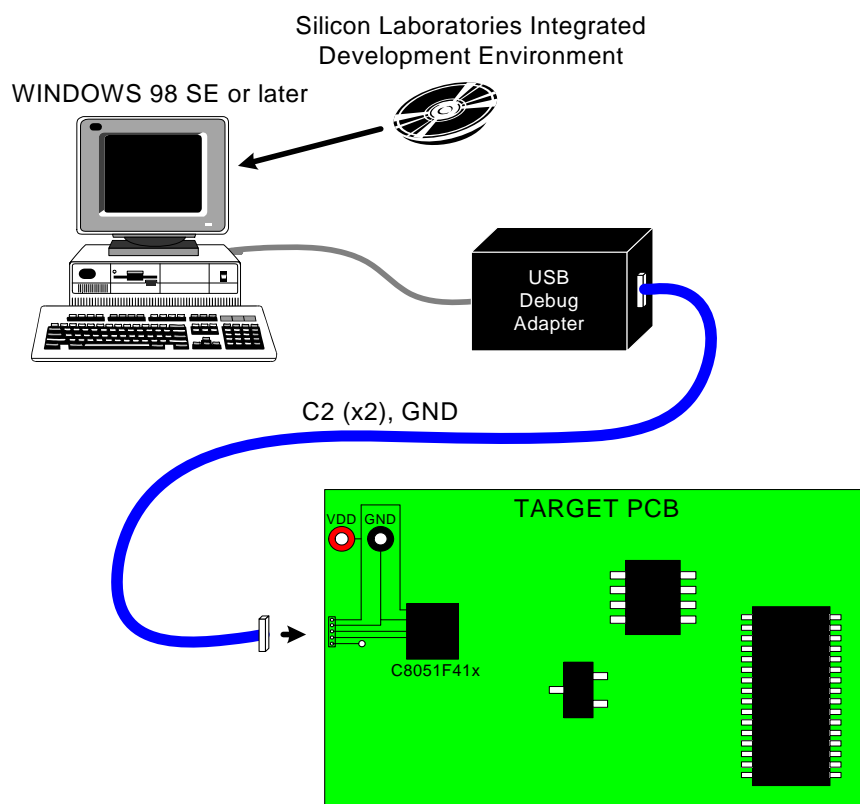 Silicon Laboratories Integrated
Development Environment
WINDOWS 98 SE or later
USB
Debug
Adapter
C2 (x2), GND
TARGET PCB
VDD
GND
C8051F41x